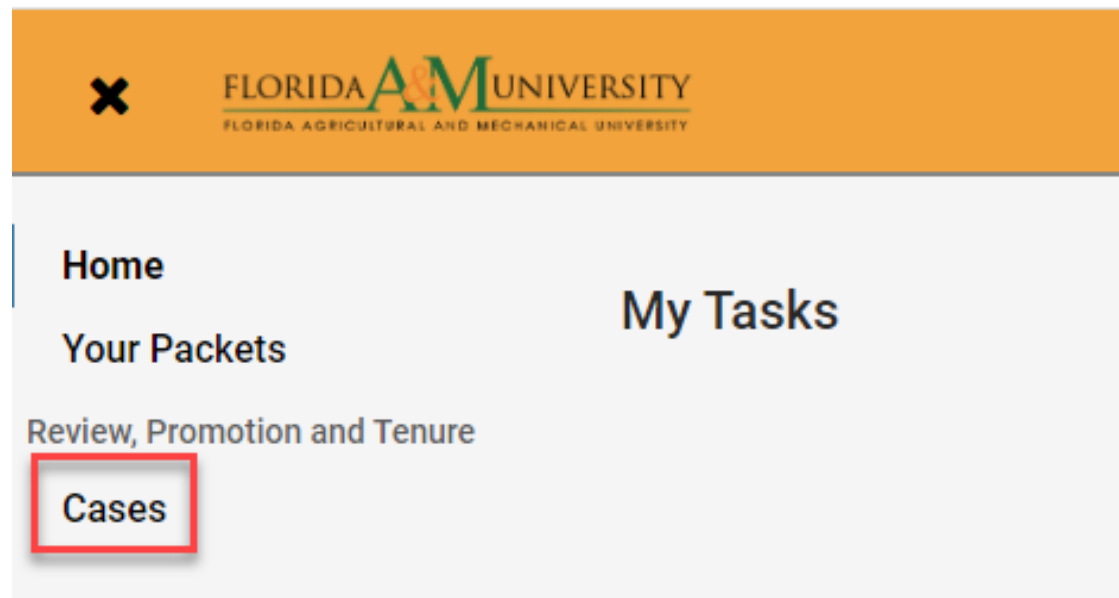 FLORIDA A&M UNIVERSITY
FLORIDA AGRICULTURAL AND MECHANICAL UNIVERSITY
Home
My Tasks
Your Packets
Review, Promotion and Tenure
Cases